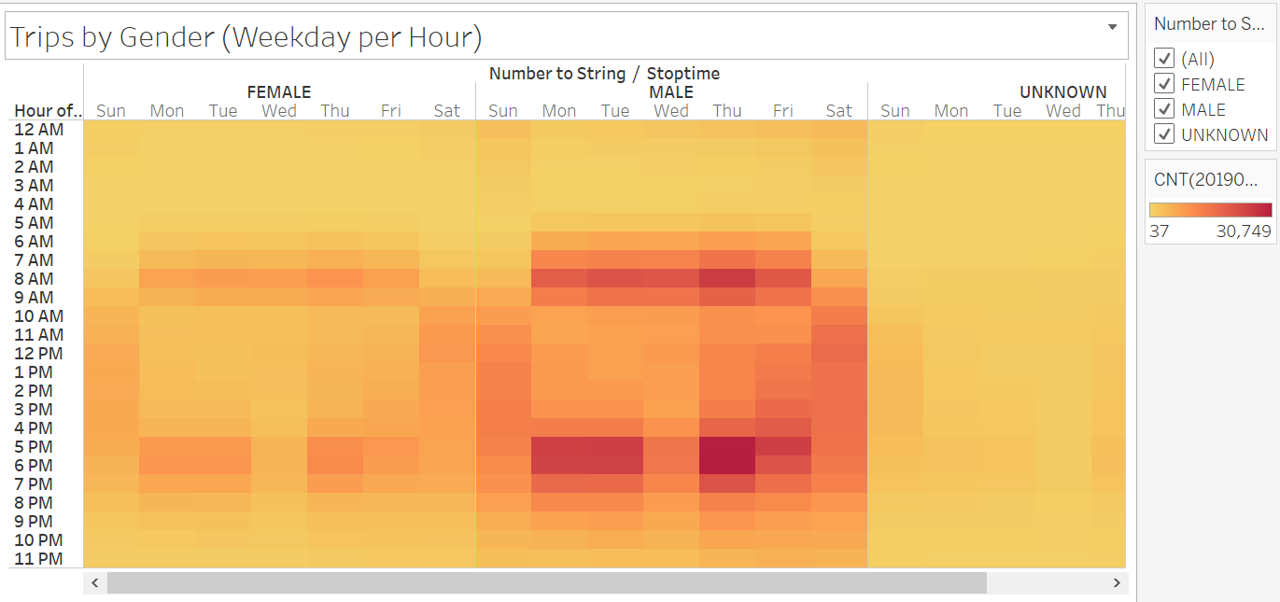 Trips by Gender (Weekday per Hour)
Number to String / Stoptime
FEMALE MALE UNKNOWN
Hour of.. Sun Mon Tue Wed Thu Fri Sat Sun Mon Tue Wed Thu Fri Sat Sun Mon Tue Wed Thu
12 AM
1 AM
2 AM
3 AM
4 AM
5 AM
6 AM
7 AM
8 AM
9 AM
10 AM
11 AM
12 PM
1 PM
2 PM
3 PM
4 PM
5 PM
6 PM
7 PM
8 PM
9 PM
10 PM
11 PM
Number to S...
(All)
FEMALE
MALE
UNKNOWN
CNT(20190...
37 30,749